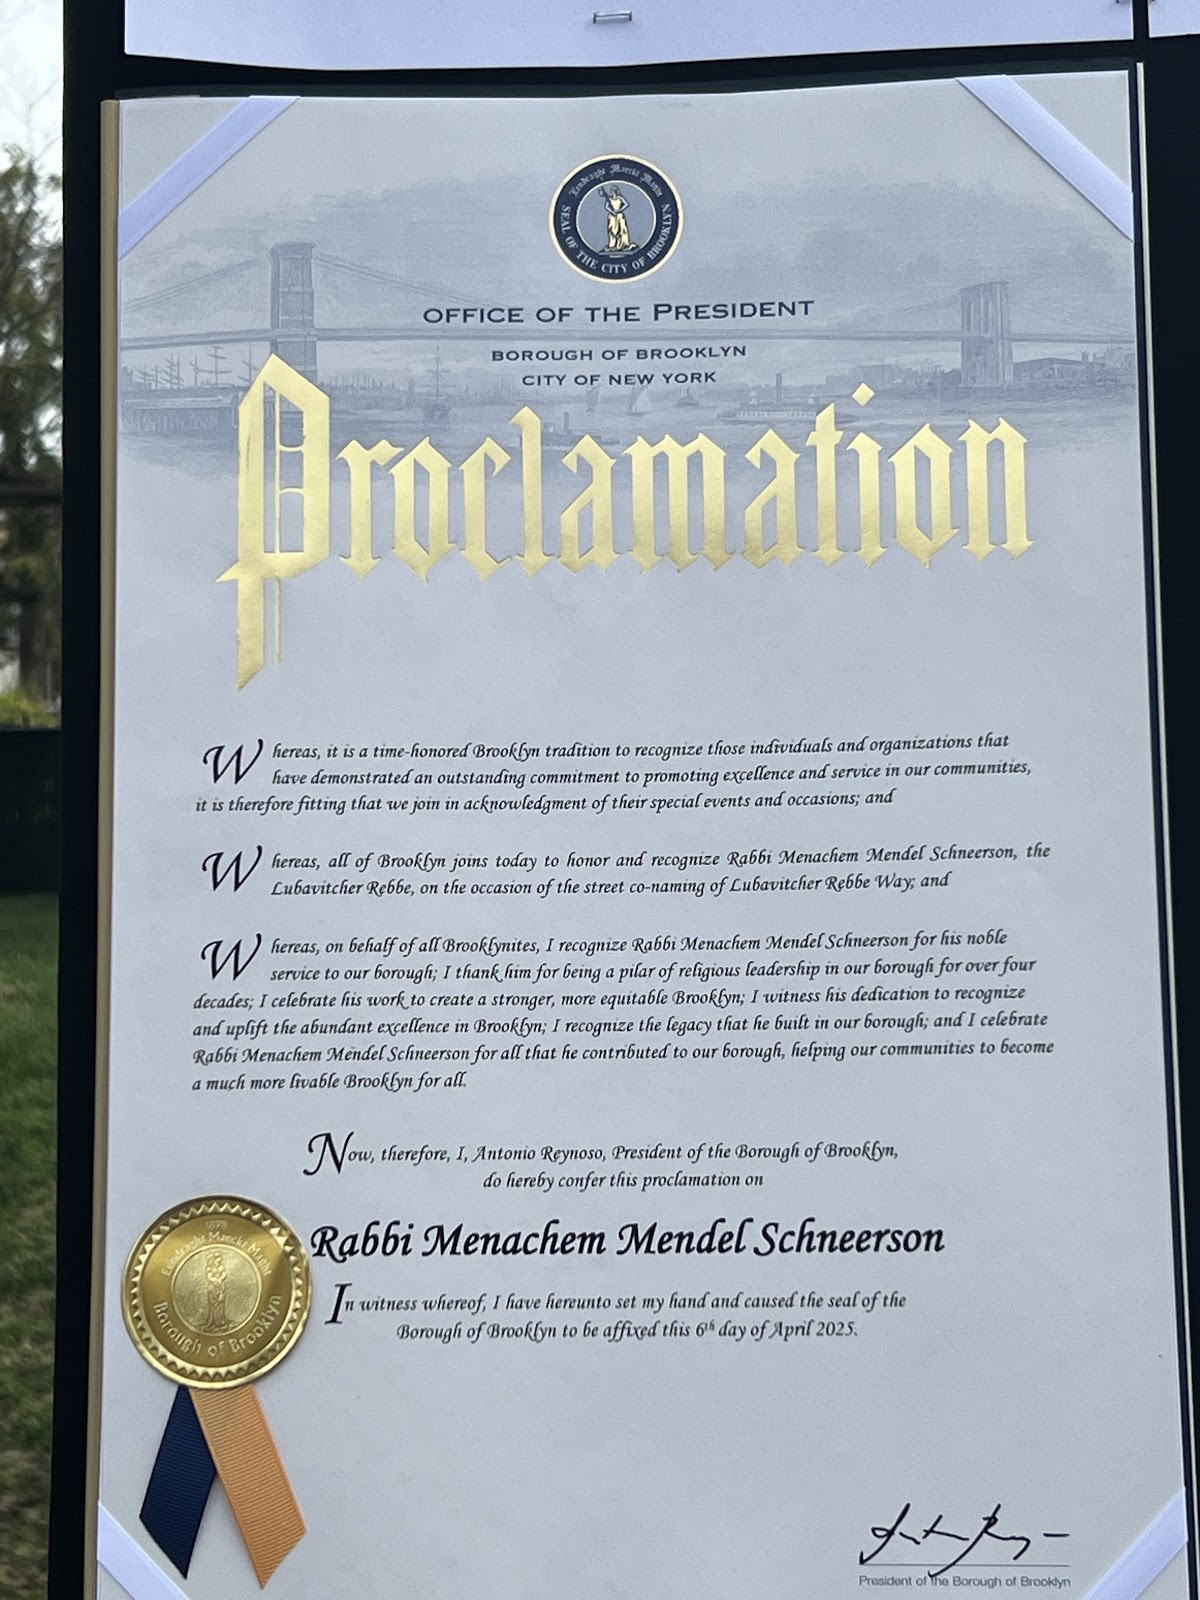 Eendraght Maeckt Maght
SEAL OF THE CITY OF BROOKLYN
OFFICE OF THE PRESIDENT
BOROUGH OF BROOKLYN
CITY OF NEW YORK
Proclamation
Whereas, it is a time-honored Brooklyn tradition to recognize those individuals and organizations that
have demonstrated an outstanding commitment to promoting excellence and service in our communities,
it is therefore fitting that we join in acknowledgment of their special events and occasions; and
Whereas, all of Brooklyn joins today to honor and recognize Rabbi Menachem Mendel Schneerson, the
Lubavitcher Rebbe, on the occasion of the street co-naming of Lubavitcher Rebbe Way; and
Whereas, on behalf of all Brooklynites, I recognize Rabbi Menachem Mendel Schneerson for his noble
service to our borough; I thank him for being a pilar of religious leadership in our borough for over four
decades; I celebrate his work to create a stronger, more equitable Brooklyn; I witness his dedication to recognize
and uplift the abundant excellence in Brooklyn; I recognize the legacy that he built in our borough; and I celebrate
Rabbi Menachem Mendel Schneerson for all that he contributed to our borough, helping our communities to become
a much more livable Brooklyn for all.
Now, therefore, I, Antonio Reynoso, President of the Borough of Brooklyn,
do hereby confer this proclamation on
Rabbi Menachem Mendel Schneerson
In witness whereof, I have hereunto set my hand and caused the seal of the
Borough of Brooklyn to be affixed this 6th day of April 2025.
1898
Eendraght Maeckt Maght
Borough of Brooklyn
President of the Borough of Brooklyn